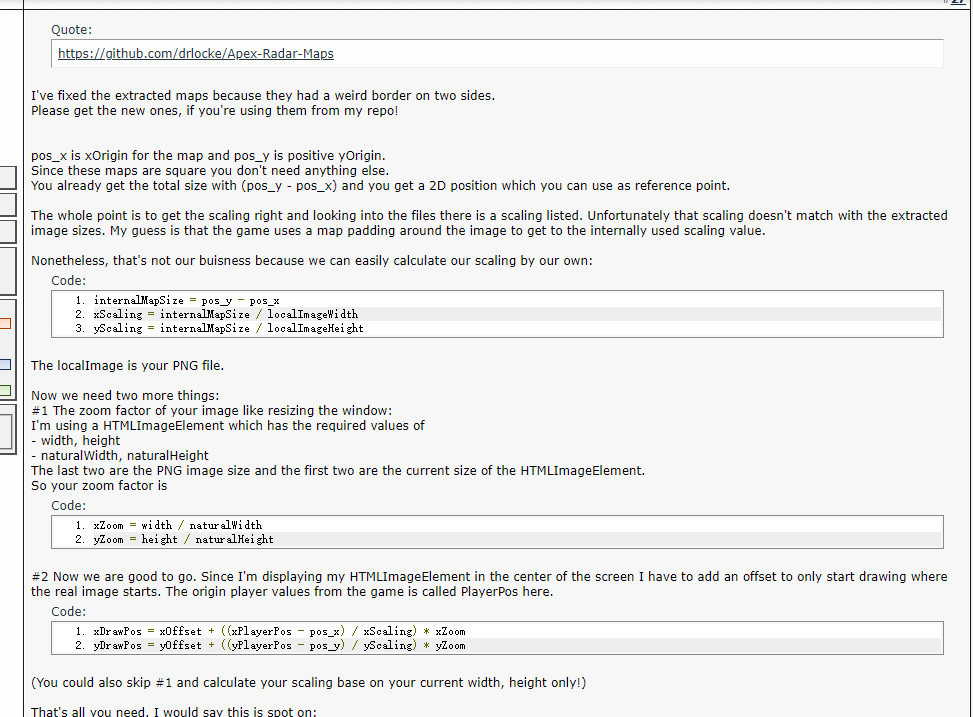 #27
Quote:
https://github.com/drlocke/Apex-Radar-Maps
I've fixed the extracted maps because they had a weird border on two sides.
Please get the new ones, if you're using them from my repo!
pos_x is xOrigin for the map and pos_y is positive yOrigin.
Since these maps are square you don't need anything else.
You already get the total size with (pos_y - pos_x) and you get a 2D position which you can use as reference point.
The whole point is to get the scaling right and looking into the files there is a scaling listed. Unfortunately that scaling doesn't match with the extracted
image sizes. My guess is that the game uses a map padding around the image to get to the internally used scaling value.
Nonetheless, that's not our buisness because we can easily calculate our scaling by our own:
Code:
1. internalMapSize = pos_y - pos_x
2. xScaling = internalMapSize / localImageWidth
3. yScaling = internalMapSize / localImageHeight
The localImage is your PNG file.
Now we need two more things:
#1 The zoom factor of your image like resizing the window:
I'm using a HTMLImageElement which has the required values of
- width, height
- naturalWidth, naturalHeight
The last two are the PNG image size and the first two are the current size of the HTMLImageElement.
So your zoom factor is
Code:
1. xZoom = width / naturalWidth
2. yZoom = height / naturalHeight
#2 Now we are good to go. Since I'm displaying my HTMLImageElement in the center of the screen I have to add an offset to only start drawing where
the real image starts. The origin player values from the game is called PlayerPos here.
Code:
1. xDrawPos = xOffset + ((xPlayerPos - pos_x) / xScaling) * xZoom
2. yDrawPos = yOffset + ((yPlayerPos - pos_y) / yScaling) * yZoom
(You could also skip #1 and calculate your scaling base on your current width, height only!)
That's all you need. I would say this is spot on: